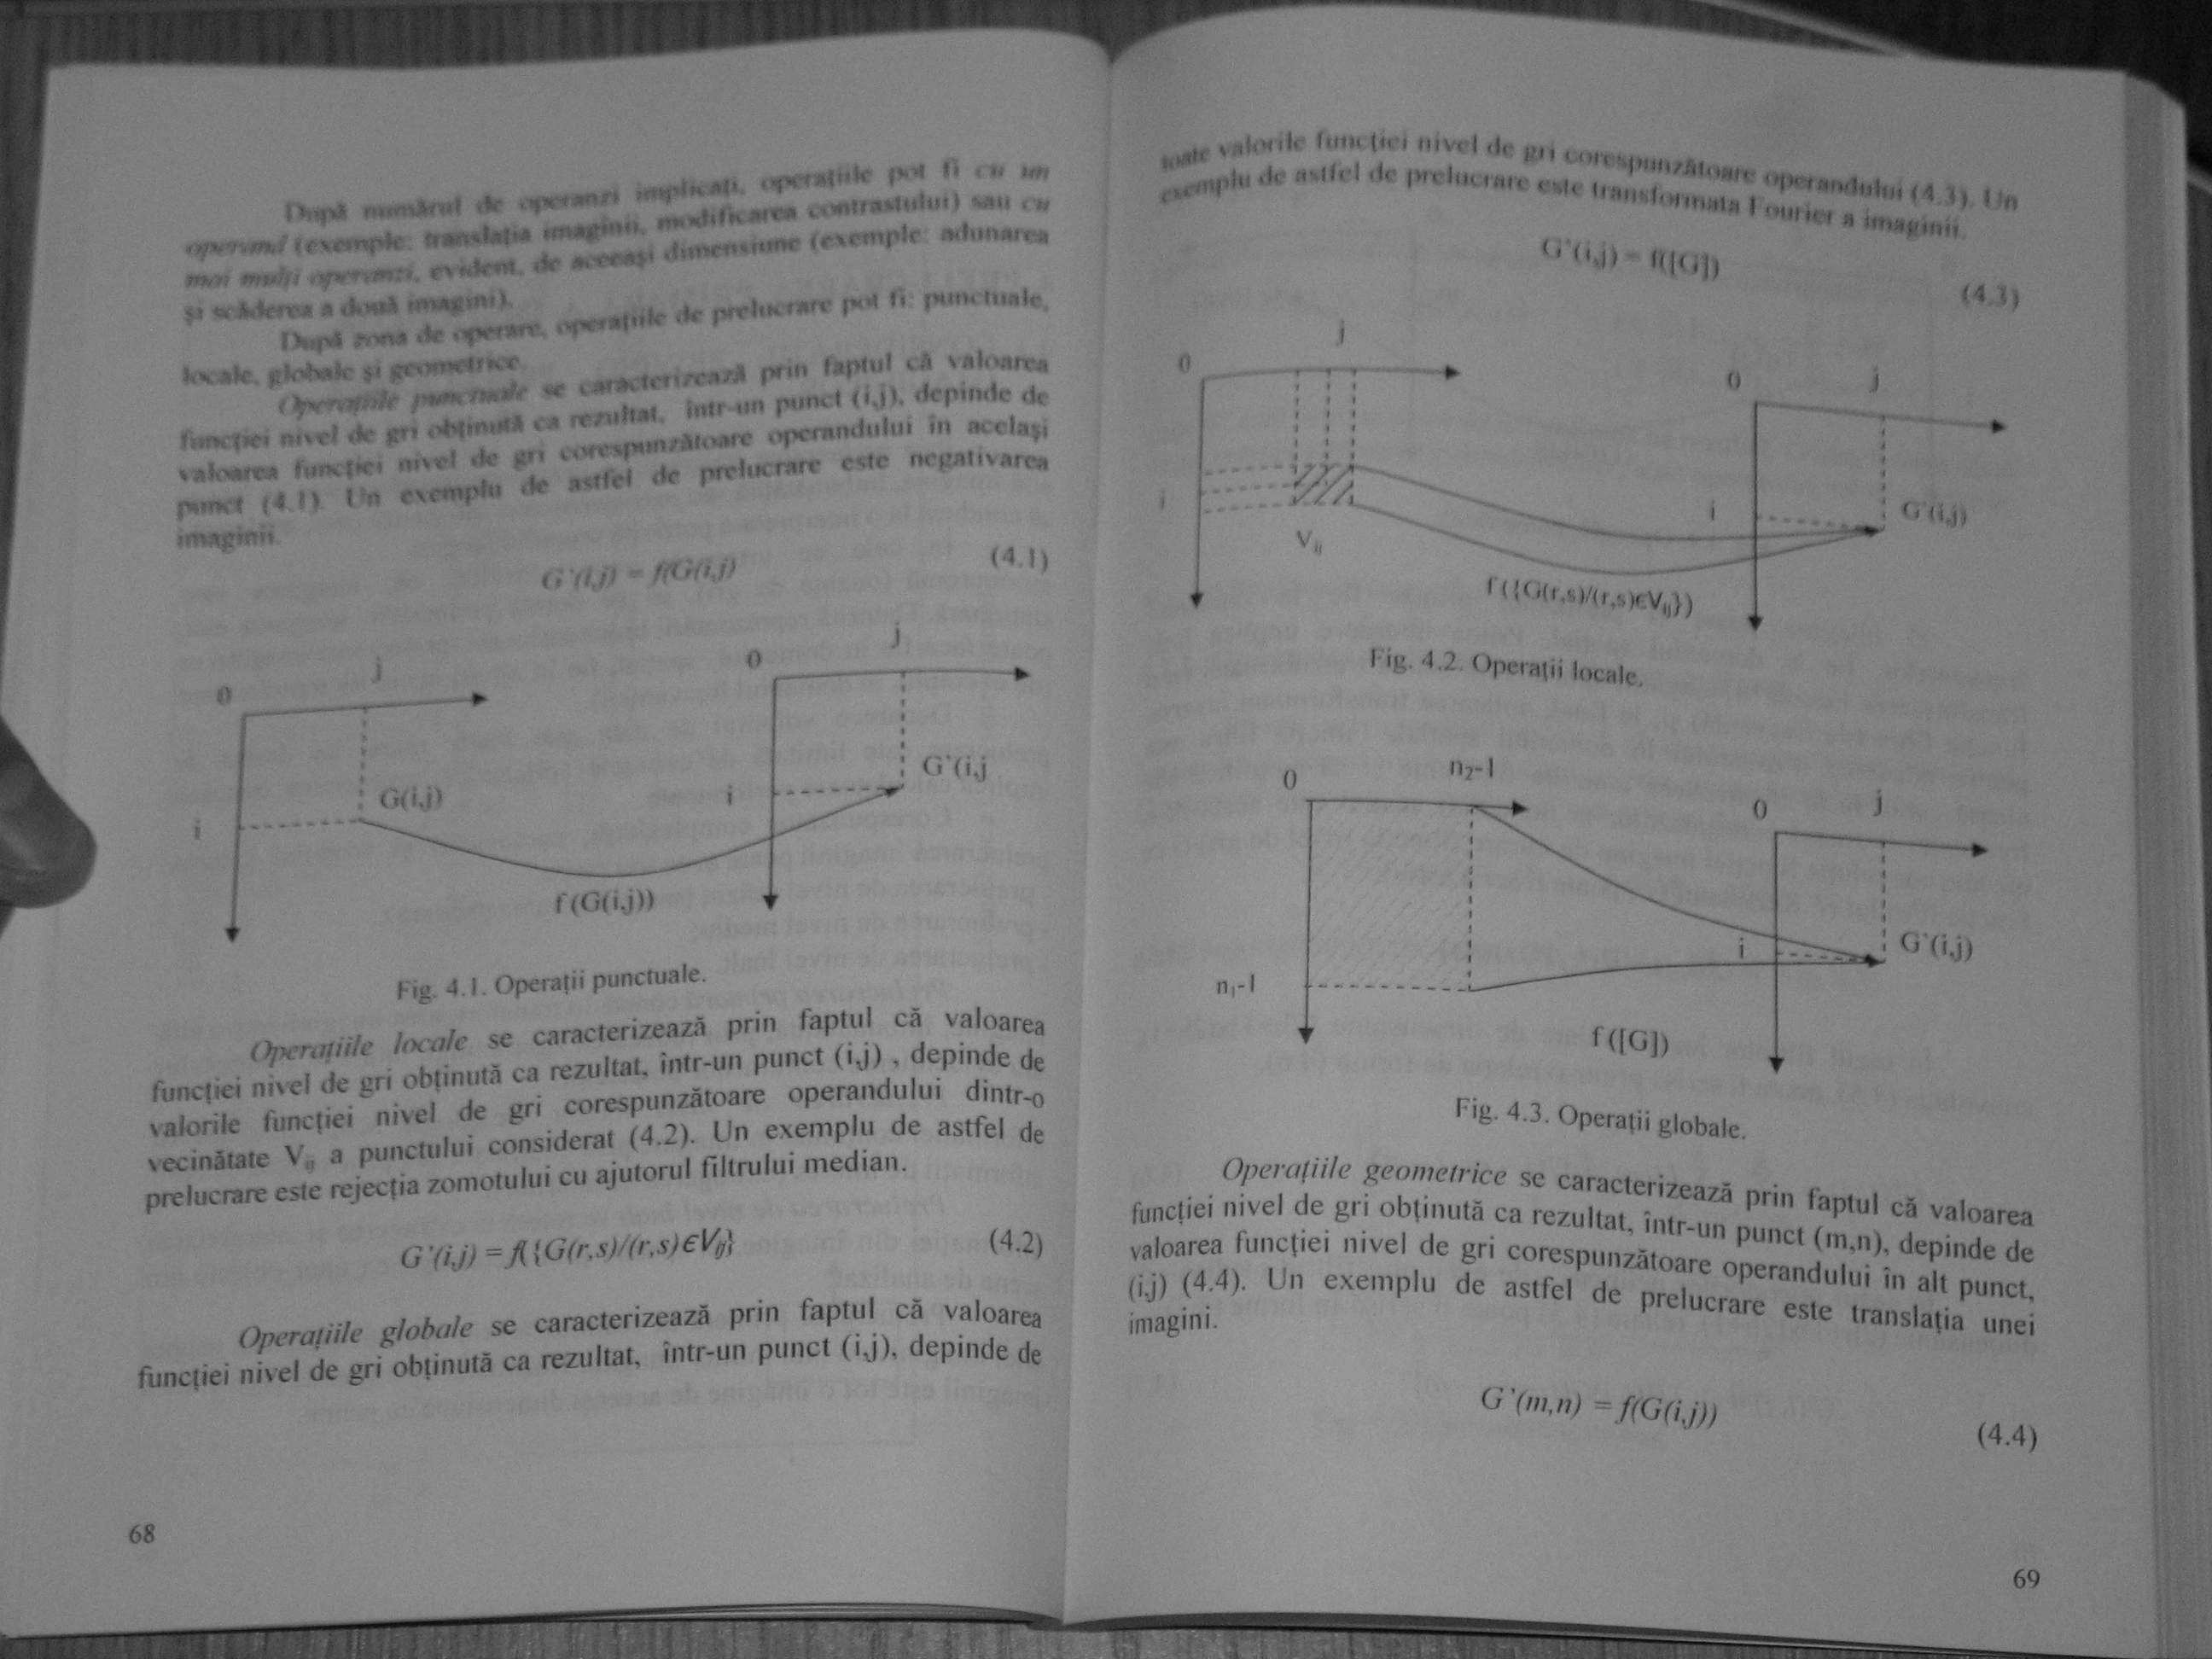 După numărul de operanzi implicați, operațiile pot fi cu un
operand (exemple: translația imaginii, modificarea contrastului) sau cu
mai mulți operanzi, evident, de aceeași dimensiune (exemple: adunarea
și scăderea a două imagini).
După zona de operare, operațiile de prelucrare pot fi: punctuale,
locale, globale și geometrice.
Operațiile punctuale se caracterizează prin faptul că valoarea
funcției nivel de gri obținută ca rezultat, într-un punct (i,j), depinde de
valoarea funcției nivel de gri corespunzătoare operandului în același
punct (4.1). Un exemplu de astfel de prelucrare este negativarea
imaginii.
G'(i,j) = f(G(i,j) (4.1)
0 j
i G(i,j)
f (G(i,j))
0 j
i G'(i,j
Fig. 4.1. Operații punctuale.
Operațiile locale se caracterizează prin faptul că valoarea
funcției nivel de gri obținută ca rezultat, într-un punct (i,j) , depinde de
valorile funcției nivel de gri corespunzătoare operandului dintr-o
vecinătate Vij a punctului considerat (4.2). Un exemplu de astfel de
prelucrare este rejecția zomotului cu ajutorul filtrului median.
G'(i,j) = f({G(r,s)/(r,s)ϵVij} (4.2)
Operațiile globale se caracterizează prin faptul că valoarea
funcției nivel de gri obținută ca rezultat, într-un punct (i,j), depinde de
68
toate valorile funcției nivel de gri corespunzătoare operandului (4.3). Un
exemplu de astfel de prelucrare este transformata Fourier a imaginii.
G'(i,j) = f([G]) (4.3)
0 j
i
Vij
f ({G(r,s)/(r,s)ϵVij})
0 j
i G'(i,j)
Fig. 4.2. Operații locale.
0 n2-1
n1-1
f ([G])
0 j
i G'(i,j)
Fig. 4.3. Operații globale.
Operațiile geometrice se caracterizează prin faptul că valoarea
funcției nivel de gri obținută ca rezultat, într-un punct (m,n), depinde de
valoarea funcției nivel de gri corespunzătoare operandului în alt punct,
(i,j) (4.4). Un exemplu de astfel de prelucrare este translația unei
imagini.
G'(m,n) = f(G(i,j)) (4.4)
69